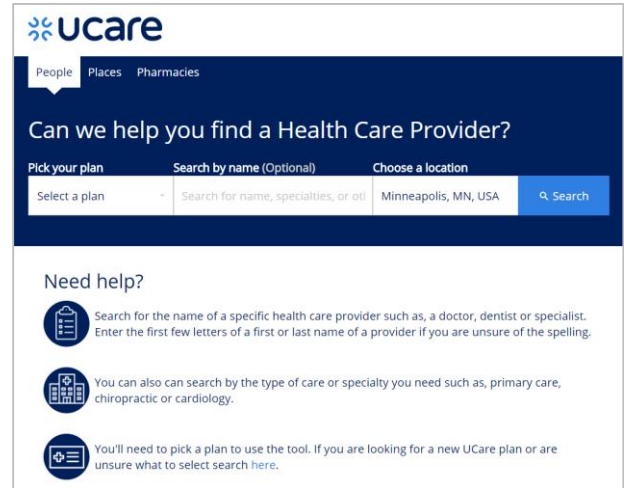 ucare
People Places Pharmacies
Can we help you find a Health Care Provider?
Pick your plan Search by name (Optional) Choose a location
Select a plan Search for name, specialties, or otl Minneapolis, MN, USA Search
Need help?
Search for the name of a specific health care provider such as, a doctor, dentist or specialist.
Enter the first few letters of a first or last name of a provider if you are unsure of the spelling.
You can also can search by the type of care or specialty you need such as, primary care,
chiropractic or cardiology.
You'll need to pick a plan to use the tool. If you are looking for a new UCare plan or are
unsure what to select search here.